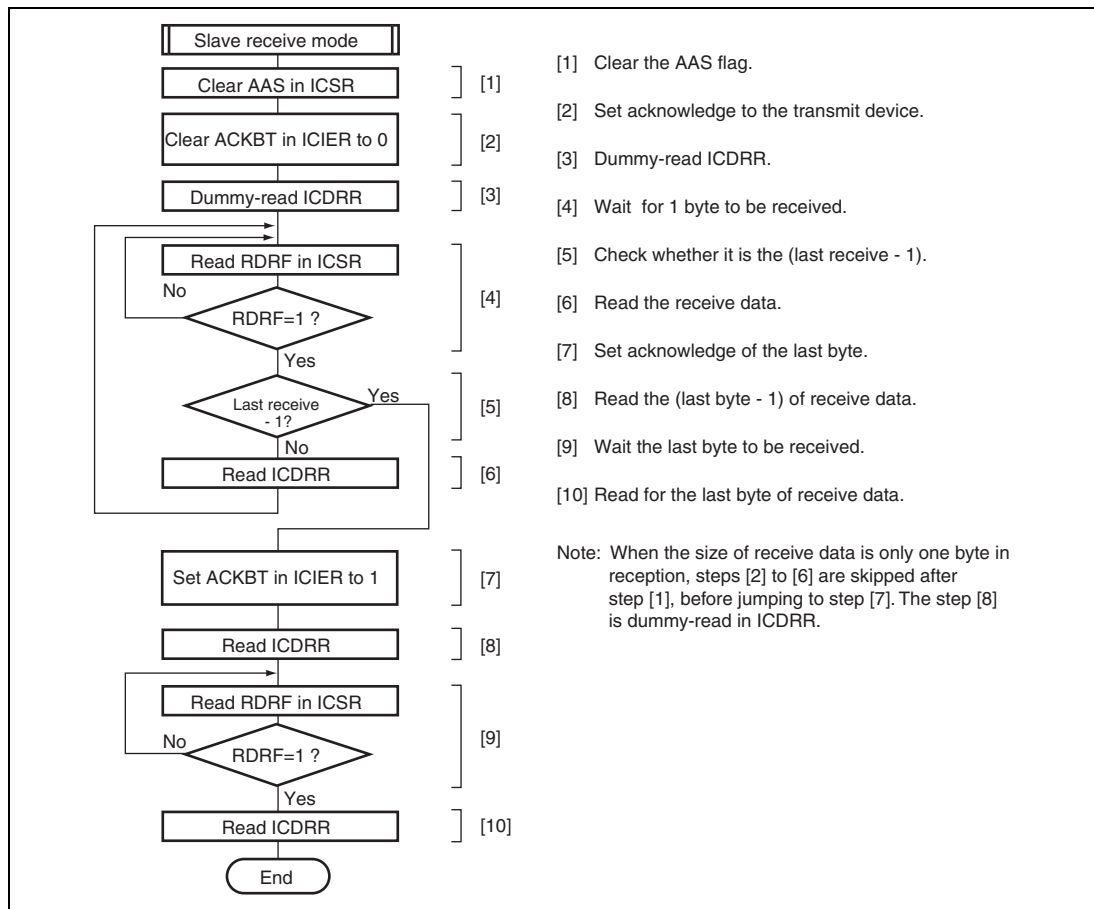 Slave receive mode
Clear AAS in ICSR
[1]
Clear ACKBT in ICIER to 0
[2]
Dummy-read ICDRR
[3]
Read RDRF in ICSR
No
RDRF=1 ?
[4]
Yes
Last receive
- 1?
Yes
[5]
No
Read ICDRR
[6]
Set ACKBT in ICIER to 1
[7]
Read ICDRR
[8]
Read RDRF in ICSR
No
RDRF=1 ?
[9]
Yes
Read ICDRR
[10]
End
[1] Clear the AAS flag.
[2] Set acknowledge to the transmit device.
[3] Dummy-read ICDRR.
[4] Wait for 1 byte to be received.
[5] Check whether it is the (last receive - 1).
[6] Read the receive data.
[7] Set acknowledge of the last byte.
[8] Read the (last byte - 1) of receive data.
[9] Wait the last byte to be received.
[10] Read for the last byte of receive data.
Note: When the size of receive data is only one byte in
reception, steps [2] to [6] are skipped after
step [1], before jumping to step [7]. The step [8]
is dummy-read in ICDRR.